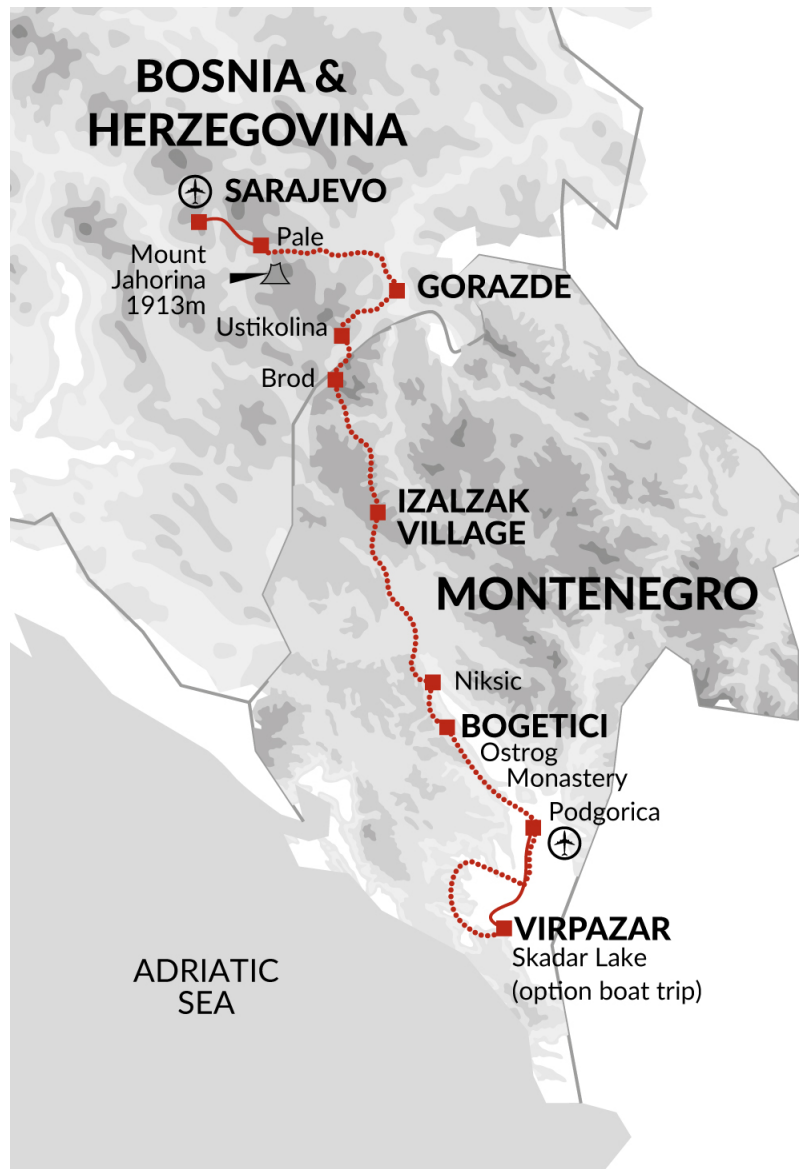 BOSNIA &
HERZEGOVINA
SARAJEVO
Pale
Mount
Jahorina
1913m
GORAZDE
Ustikolina
Brod
IZALZAK
VILLAGE
MONTENEGRO
Niksic
BOGETICI
Ostrog
Monastery
Podgorica
VIRPAZAR
Skadar Lake
(option boat trip)
ADRIATIC
SEA